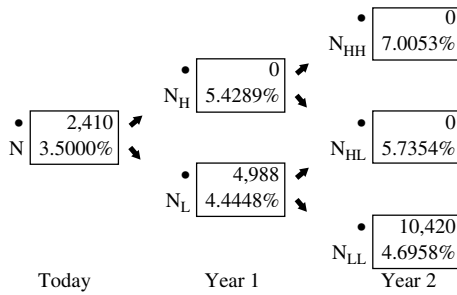 0
N_HH 7.0053%
0
N_H 5.4289%
2,410
N 3.5000%
0
N_HL 5.7354%
4,988
N_L 4.4448%
10,420
N_LL 4.6958%
Today Year 1 Year 2